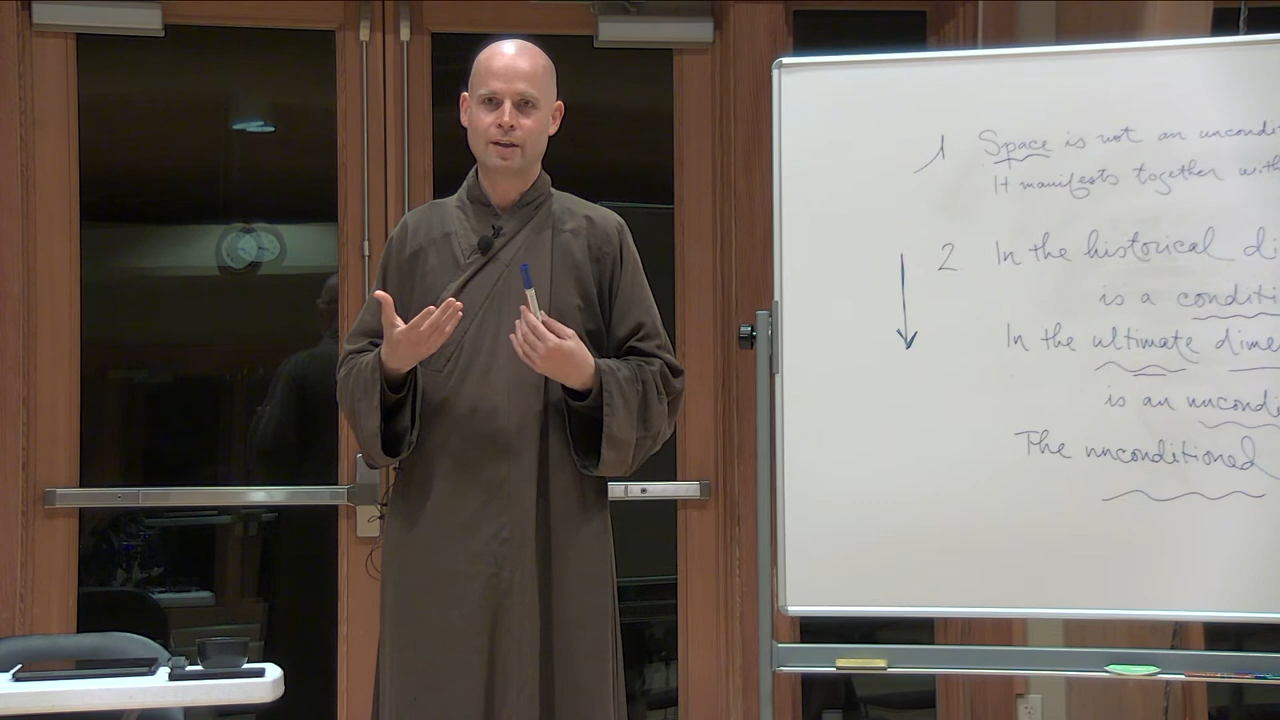 1 Space is not an uncondi
It manifests together with
2 In the historical di
is a conditi
In the ultimate dime
is an uncondi
The unconditioned